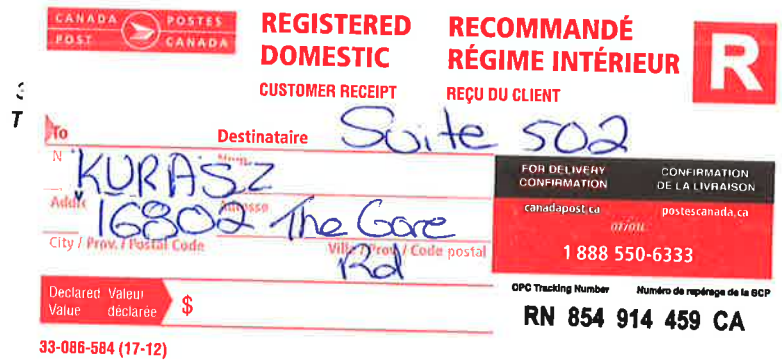 CANADA POSTES
POST CANADA
REGISTERED DOMESTIC
RECOMMANDÉ RÉGIME INTÉRIEUR
R
CUSTOMER RECEIPT
REÇU DU CLIENT
To
Destinataire
Suite 502
KURASZ
16802 The Gore
Rd
City / Prov. / Postal Code
Ville / Prov / Code postal
FOR DELIVERY CONFIRMATION
CONFIRMATION DE LA LIVRAISON
canadapost.ca
postescanada.ca
1 888 550-6333
CPC Tracking Number
Numéro de repérage de la SCP
RN 854 914 459 CA
Declared Value
Valeur déclarée
$
33-086-584 (17-12)